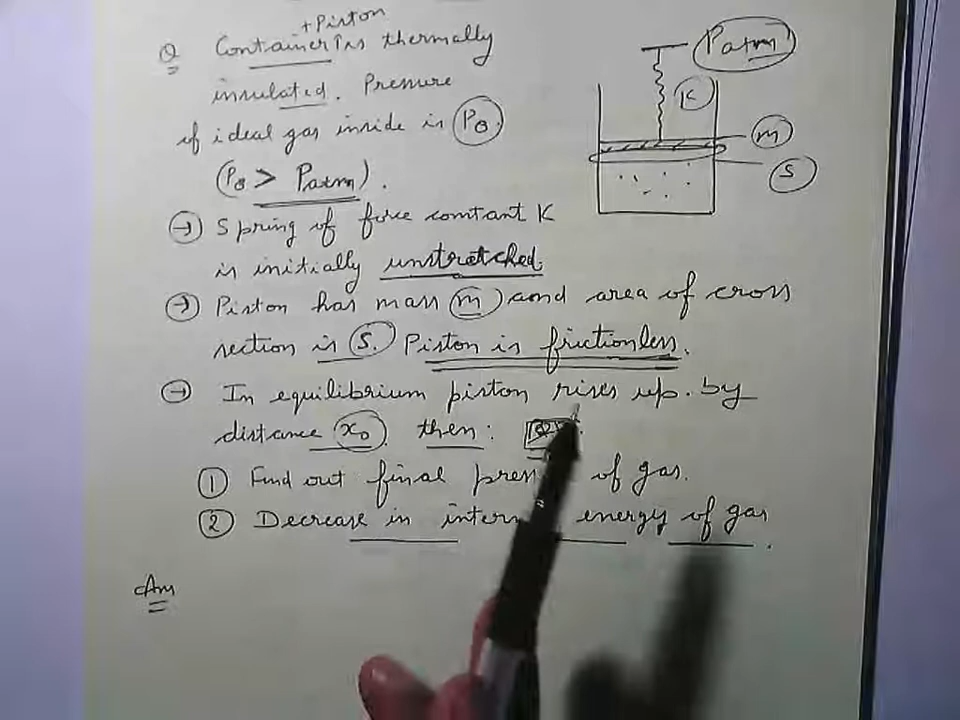 + Piston
Q Container is thermally
insulated. Pressure
of ideal gas inside is P0
(P0 > Patm).
→ Spring of force constant K
is initially unstretched.
→ Piston has mass m and area of cross
section is S. Piston is frictionless.
→ In equilibrium piston rises up. by
distance x0 then:
1 Find out final of gas.
2 Decrease in energy of gas.
Ans
Patm
K
m
S